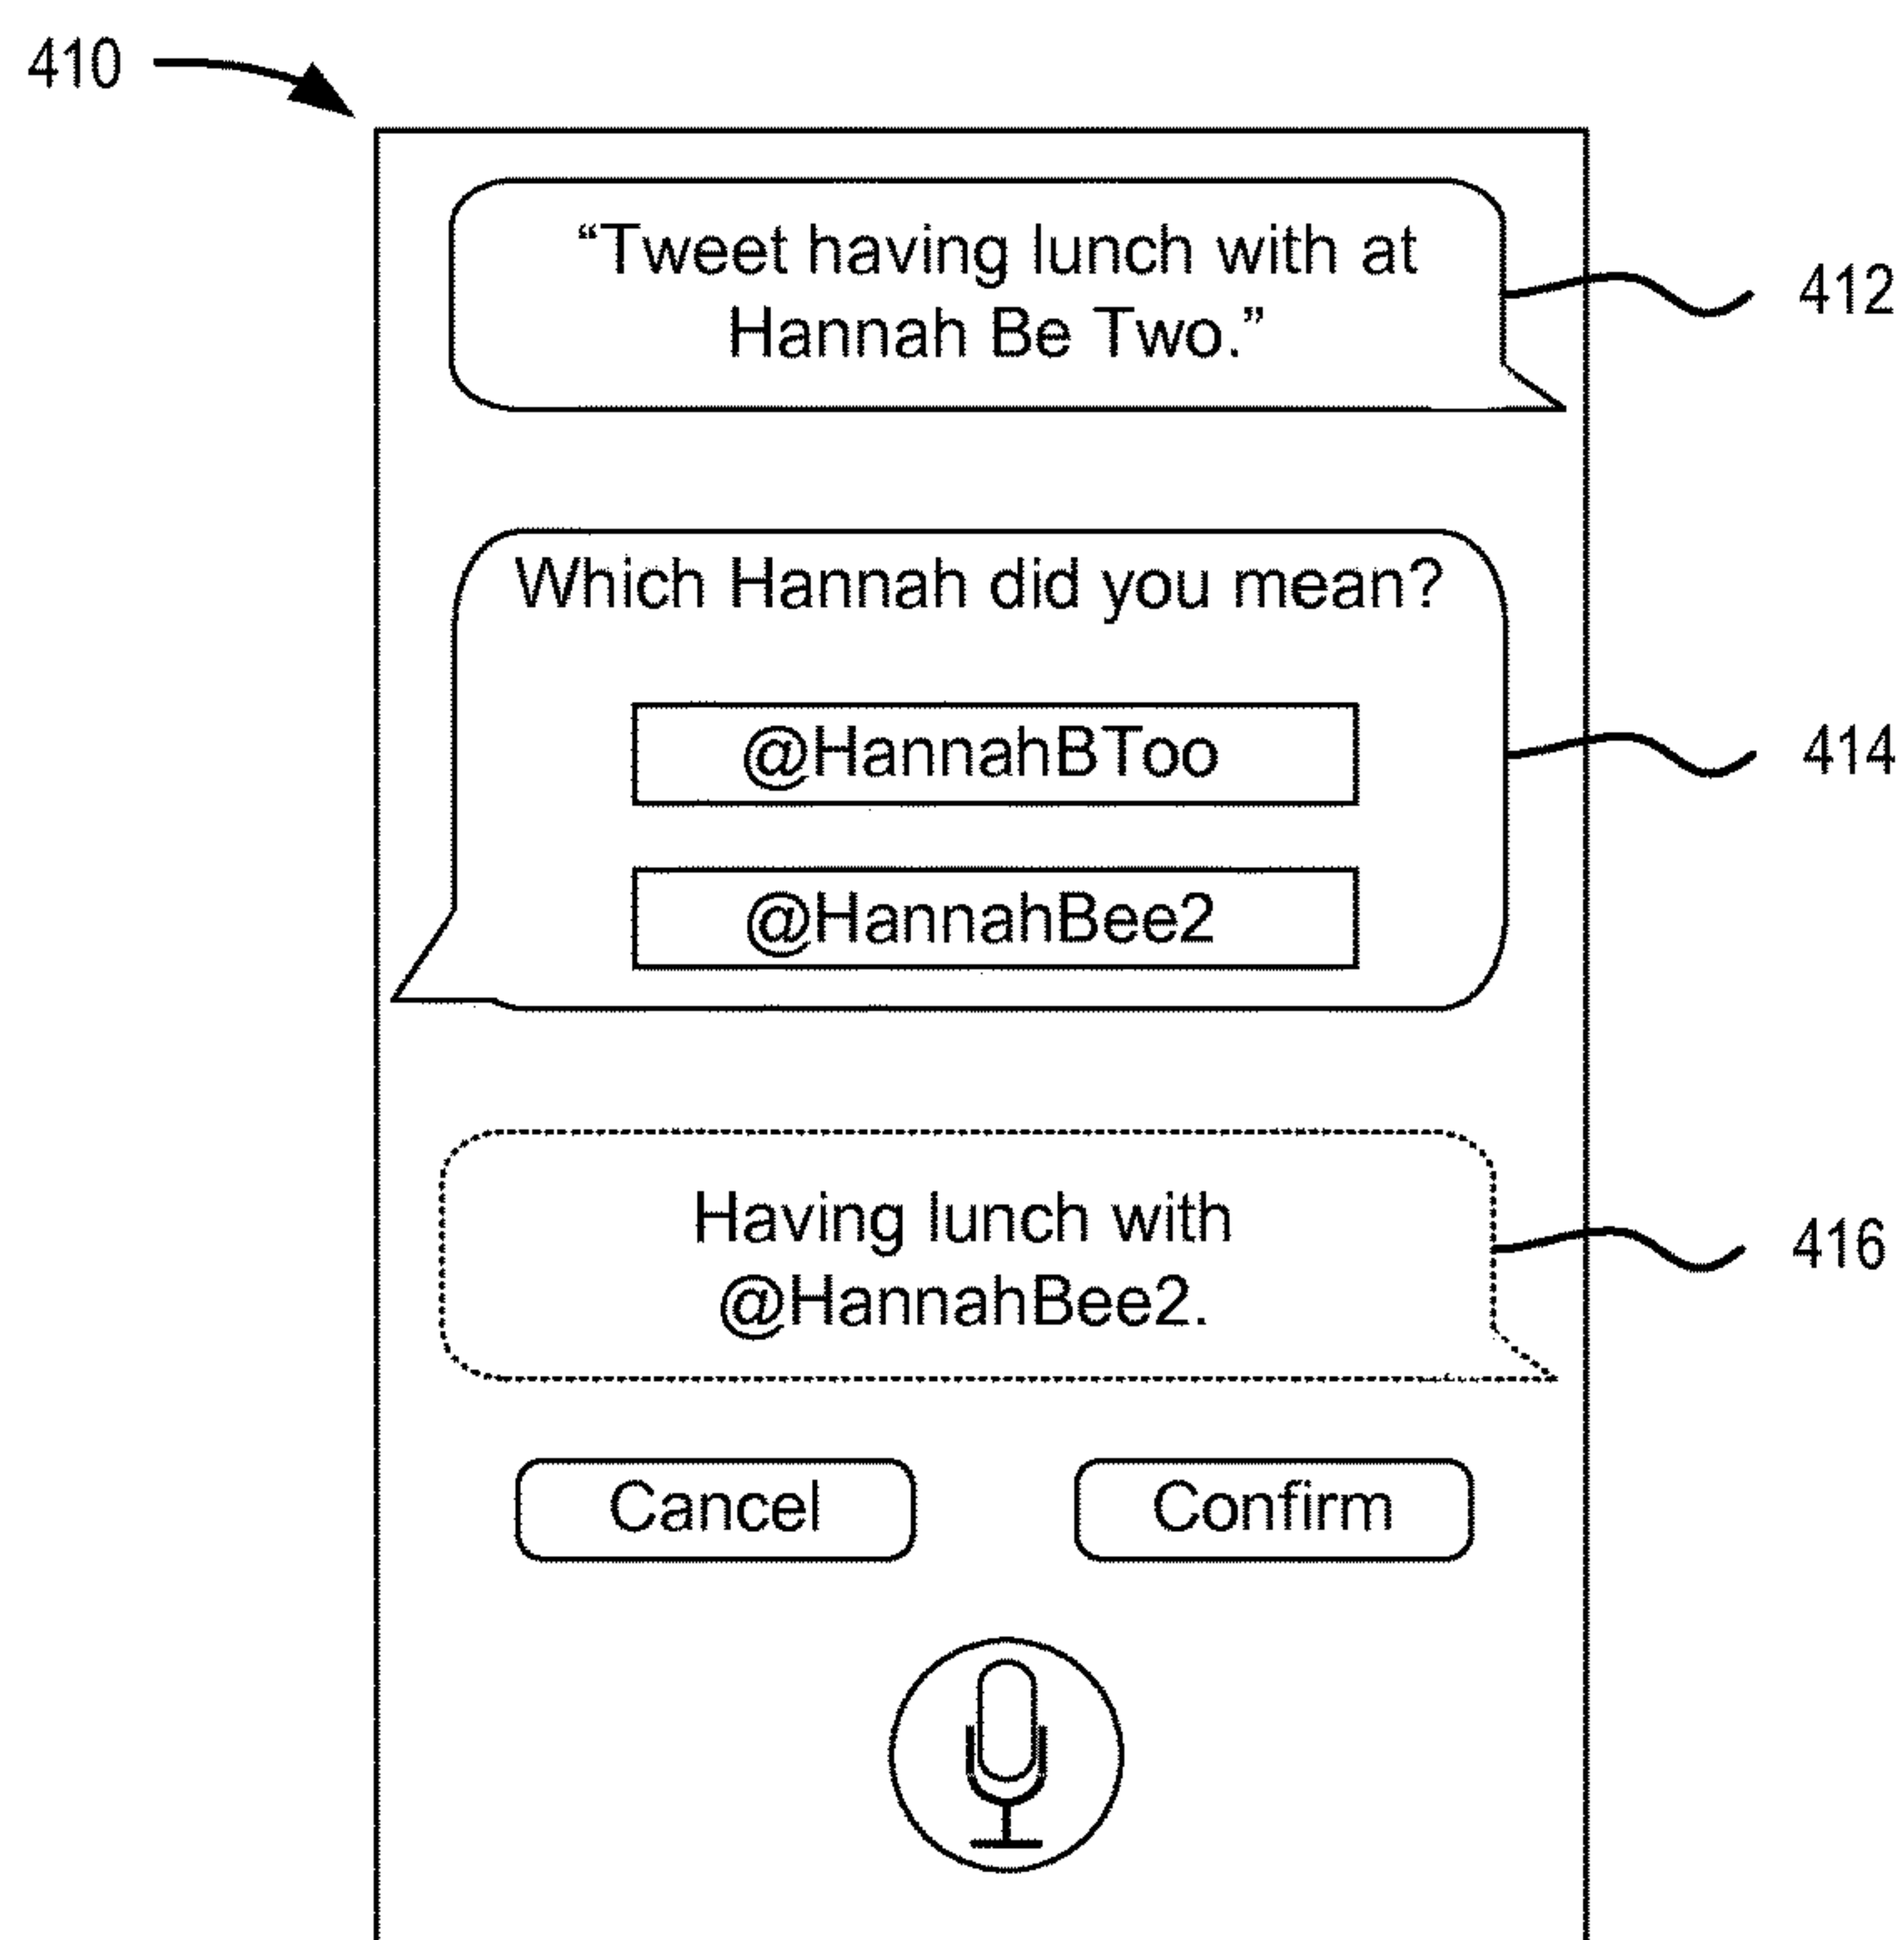 410
“Tweet having lunch with at
Hannah Be Two.”
412
Which Hannah did you mean?
@HannahBToo
414
@HannahBee2
Having lunch with
@HannahBee2.
416
Cancel
Confirm